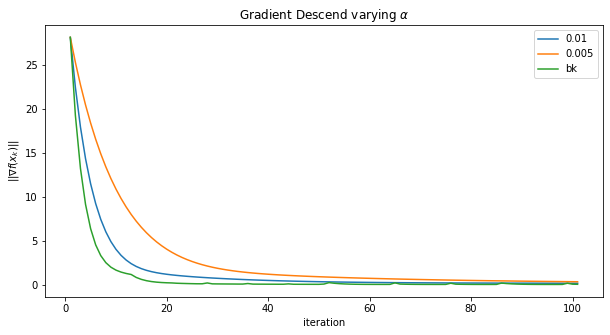 Gradient Descend varying α
0.01
0.005
bk
||∇f(x_k)||
25
20
15
10
5
0
0 20 40 60 80 100
iteration